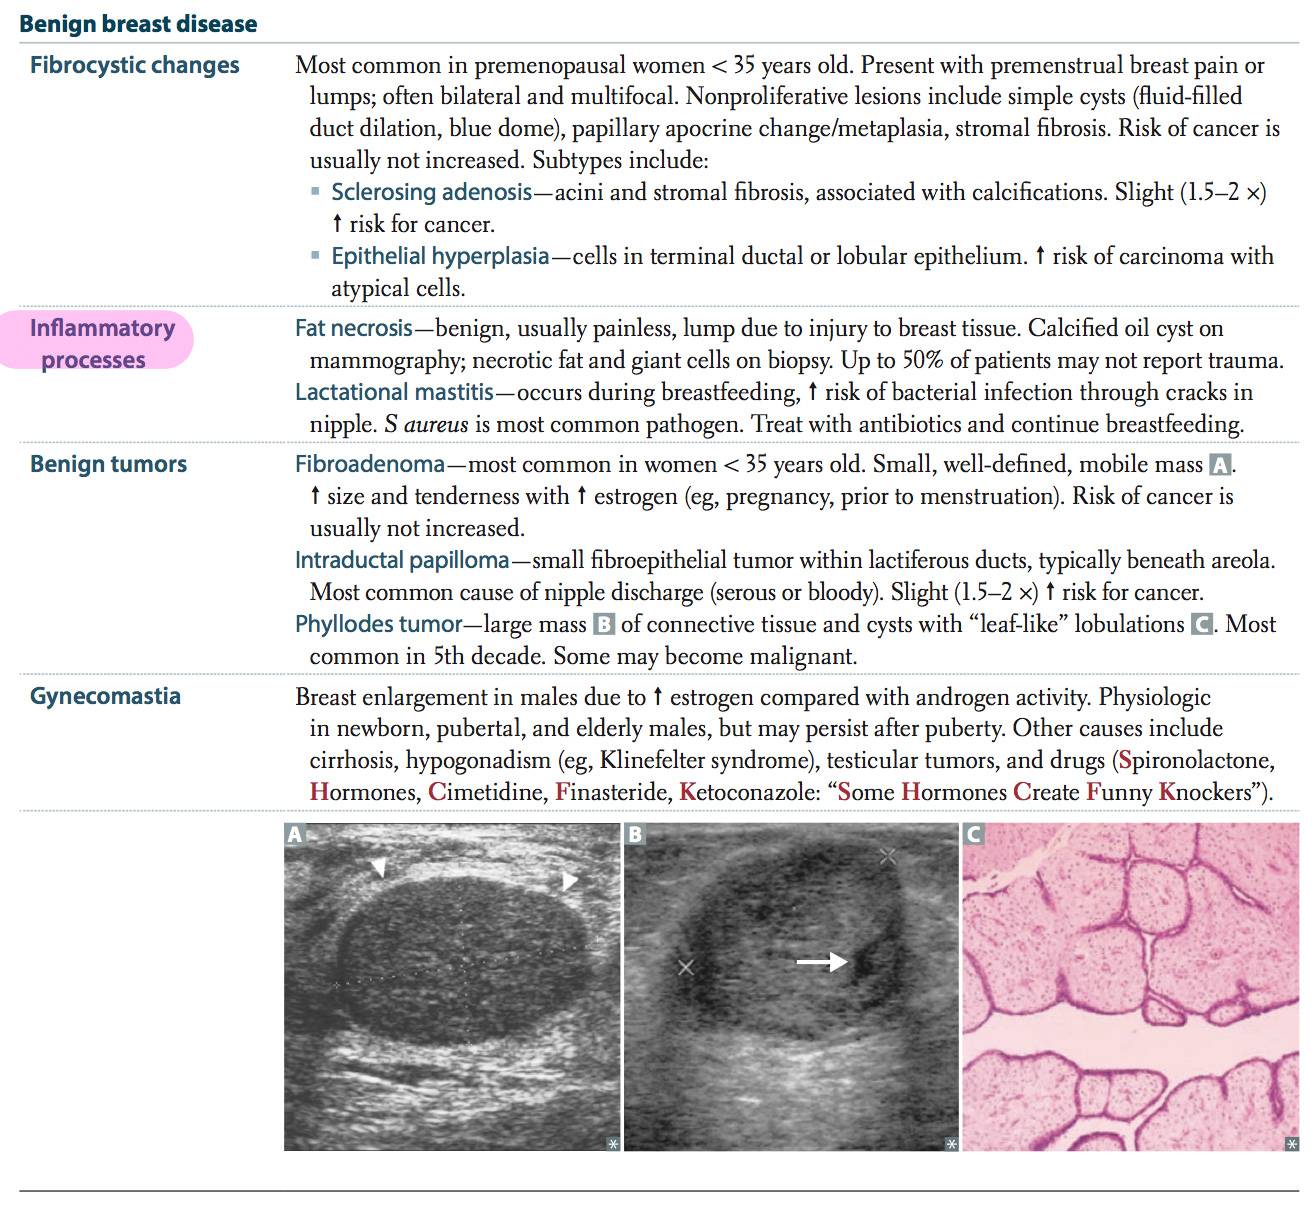 Benign breast disease
Fibrocystic changes
Most common in premenopausal women < 35 years old. Present with premenstrual breast pain or
lumps; often bilateral and multifocal. Nonproliferative lesions include simple cysts (fluid-filled
duct dilation, blue dome), papillary apocrine change/metaplasia, stromal fibrosis. Risk of cancer is
usually not increased. Subtypes include:
▪ Sclerosing adenosis—acini and stromal fibrosis, associated with calcifications. Slight (1.5–2 ×)
↑ risk for cancer.
▪ Epithelial hyperplasia—cells in terminal ductal or lobular epithelium. ↑ risk of carcinoma with
atypical cells.
Inflammatory
processes
Fat necrosis—benign, usually painless, lump due to injury to breast tissue. Calcified oil cyst on
mammography; necrotic fat and giant cells on biopsy. Up to 50% of patients may not report trauma.
Lactational mastitis—occurs during breastfeeding, ↑ risk of bacterial infection through cracks in
nipple. S aureus is most common pathogen. Treat with antibiotics and continue breastfeeding.
Benign tumors
Fibroadenoma—most common in women < 35 years old. Small, well-defined, mobile mass A.
↑ size and tenderness with ↑ estrogen (eg, pregnancy, prior to menstruation). Risk of cancer is
usually not increased.
Intraductal papilloma—small fibroepithelial tumor within lactiferous ducts, typically beneath areola.
Most common cause of nipple discharge (serous or bloody). Slight (1.5–2 ×) ↑ risk for cancer.
Phyllodes tumor—large mass B of connective tissue and cysts with “leaf-like” lobulations C. Most
common in 5th decade. Some may become malignant.
Gynecomastia
Breast enlargement in males due to ↑ estrogen compared with androgen activity. Physiologic
in newborn, pubertal, and elderly males, but may persist after puberty. Other causes include
cirrhosis, hypogonadism (eg, Klinefelter syndrome), testicular tumors, and drugs (Spironolactone,
Hormones, Cimetidine, Finasteride, Ketoconazole: “Some Hormones Create Funny Knockers”).
A
B
C